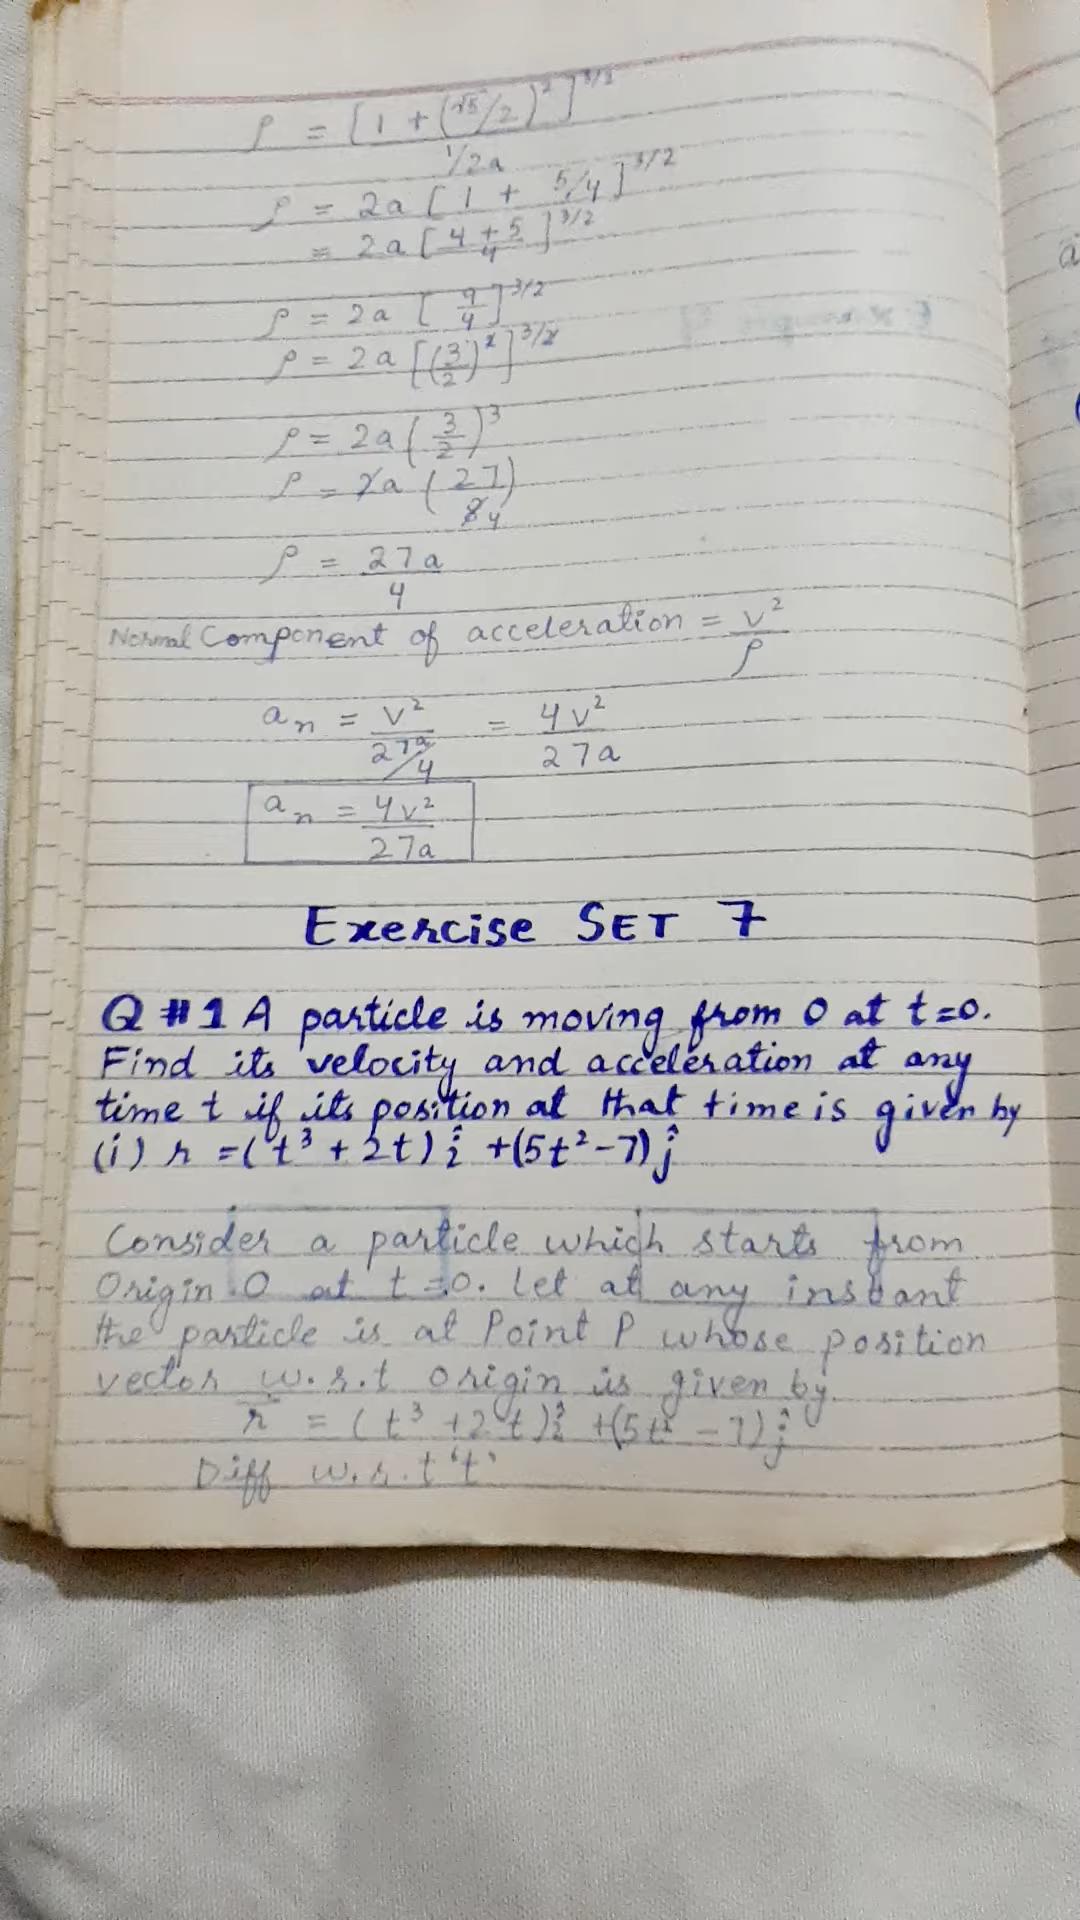 ρ = [1 + (√5/2)²]^3/2
1/2a
ρ = 2a [1 + 5/4]^3/2
= 2a [4+5/4]^3/2
ρ = 2a [9/4]^3/2
ρ = 2a [(3/2)^2]^3/2
ρ = 2a (3/2)^3
ρ = 2a (27/8 4)
ρ = 27a/4
Normal Component of acceleration = v²/ρ
a_n = v²/27a/4 = 4v²/27a
a_n = 4v²/27a
Exercise SET 7
Q #1 A particle is moving from O at t=0.
Find its velocity and acceleration at any
time t if its position at that time is given by
(i) r = (t³ + 2t) î + (5t² - 7) ĵ
Consider a particle which starts from
Origin O at t = 0. Let at any instant
the particle is at Point P whose position
vector w.r.t origin is given by.
r̄ = (t³ + 2t) î + (5t² - 7) ĵ
Diff w.r.t 't'